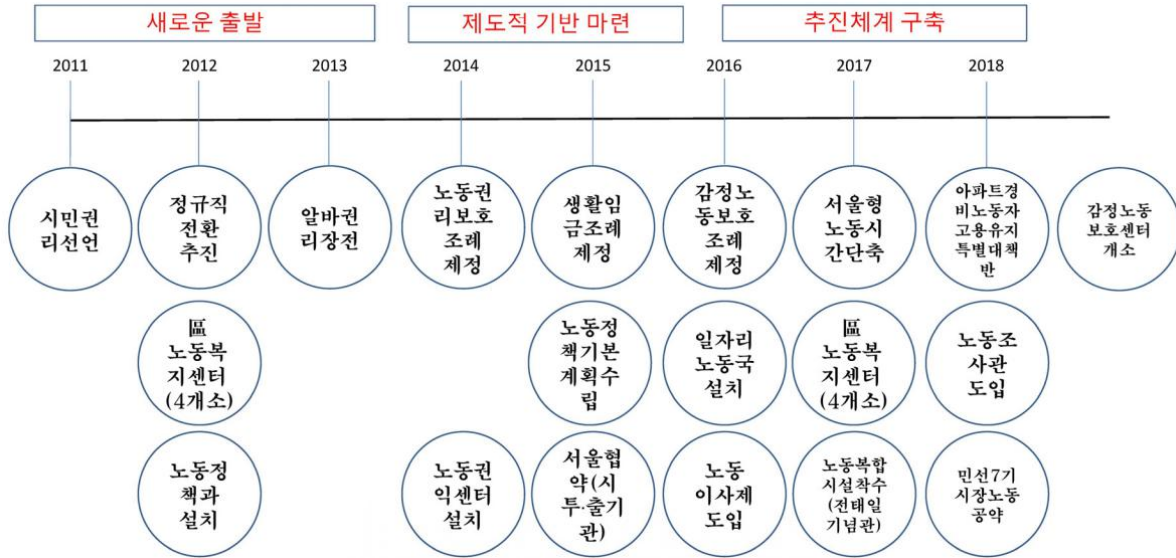 새로운 출발
제도적 기반 마련
추진체계 구축
2011
2012
2013
2014
2015
2016
2017
2018
시민권
리선언
정규직
전환
추진
알바권
리장전
노동권
리보호
조례
제정
생활임
금조례
제정
감정노
동보호
조례
제정
서울형
노동시
간단축
아파트경
비노동자
고용유지
특별대책
반
감정노동
보호센터
개소
區
노동복
지센터
(4개소)
노동정
책기본
계획수
립
일자리
노동국
설치
區
노동복
지센터
(4개소)
노동조
사관
도입
노동정
책과
설치
노동권
익센터
설치
서울협
약(시
투·출기
관)
노동
이사제
도입
노동복합
시설착수
(전태일
기념관)
민선7기
시장노동
공약